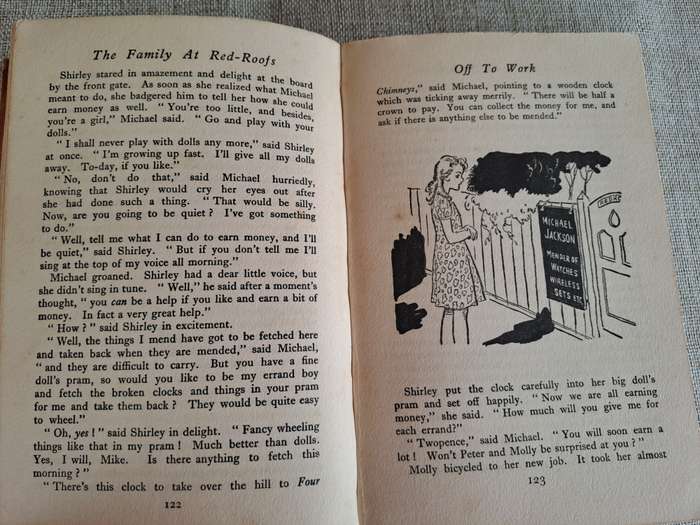 The Family At Red-Roofs
Shirley stared in amazement and delight at the board
by the front gate. As soon as she realized what Michael
meant to do, she badgered him to tell her how she could
earn money as well. “ You're too little, and besides,
you're a girl,” Michael said. “ Go and play with your
dolls.”
“ I shall never play with dolls any more,” said Shirley
at once. “ I'm growing up fast. I'll give all my dolls
away. To-day, if you like.”
“ No, don't do that,” said Michael hurriedly,
knowing that Shirley would cry her eyes out after
she had done such a thing. “ That would be silly.
Now, are you going to be quiet ? I've got something
to do.”
“ Well, tell me what I can do to earn money, and I'll
be quiet,” said Shirley. “ But if you don't tell me I'll
sing at the top of my voice all morning.”
Michael groaned. Shirley had a dear little voice, but
she didn't sing in tune. “ Well,” he said after a moment's
thought, “ you can be a help if you like and earn a bit of
money. In fact a very great help.”
“ How ? ” said Shirley in excitement.
“ Well, the things I mend have got to be fetched here
and taken back when they are mended,” said Michael,
“ and they are difficult to carry. But you have a fine
doll's pram, so would you like to be my errand boy
and fetch the broken clocks and things in your pram
for me and take them back ? They would be quite easy
to wheel.”
“ Oh, yes ! ” said Shirley in delight. “ Fancy wheeling
things like that in my pram ! Much better than dolls.
Yes, I will, Mike. Is there anything to fetch this
morning ? ”
“ There's this clock to take over the hill to Four
122
Off To Work
Chimneys,” said Michael, pointing to a wooden clock
which was ticking away merrily. “ There will be half a
crown to pay. You can collect the money for me, and
ask if there is anything else to be mended.”
MICHAEL
JACKSON
MENDER OF
WATCHES
WIRELESS
SETS ETC
Shirley put the clock carefully into her big doll's
pram and set off happily. “ Now we are all earning
money,” she said. “ How much will you give me for
each errand?”
“ Twopence,” said Michael. “ You will soon earn a
lot ! Won't Peter and Molly be surprised at you ? ”
Molly bicycled to her new job. It took her almost
123